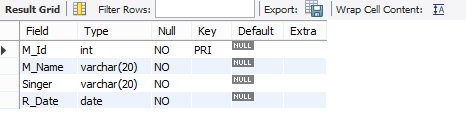 Result Grid Filter Rows: Export: Wrap Cell Content:
Field Type Null Key Default Extra
M_Id int NO PRI NULL
M_Name varchar(20) NO NULL
Singer varchar(20) NO NULL
R_Date date NO NULL